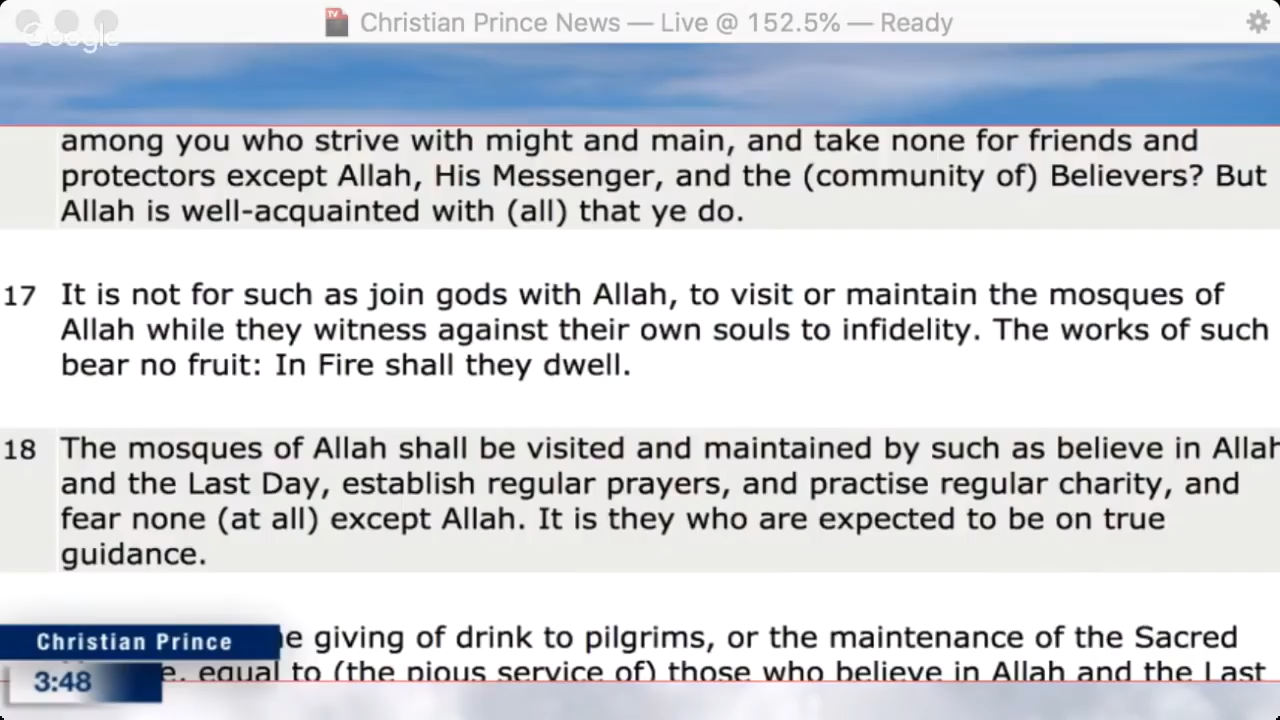 Christian Prince News — Live @ 152.5% — Ready
Google
among you who strive with might and main, and take none for friends and
protectors except Allah, His Messenger, and the (community of) Believers? But
Allah is well-acquainted with (all) that ye do.
17 It is not for such as join gods with Allah, to visit or maintain the mosques of
Allah while they witness against their own souls to infidelity. The works of such
bear no fruit: In Fire shall they dwell.
18 The mosques of Allah shall be visited and maintained by such as believe in Allah
and the Last Day, establish regular prayers, and practise regular charity, and
fear none (at all) except Allah. It is they who are expected to be on true
guidance.
giving of drink to pilgrims, or the maintenance of the Sacred
equal to (the pious service of) those who believe in Allah and the Last
Christian Prince
3:48